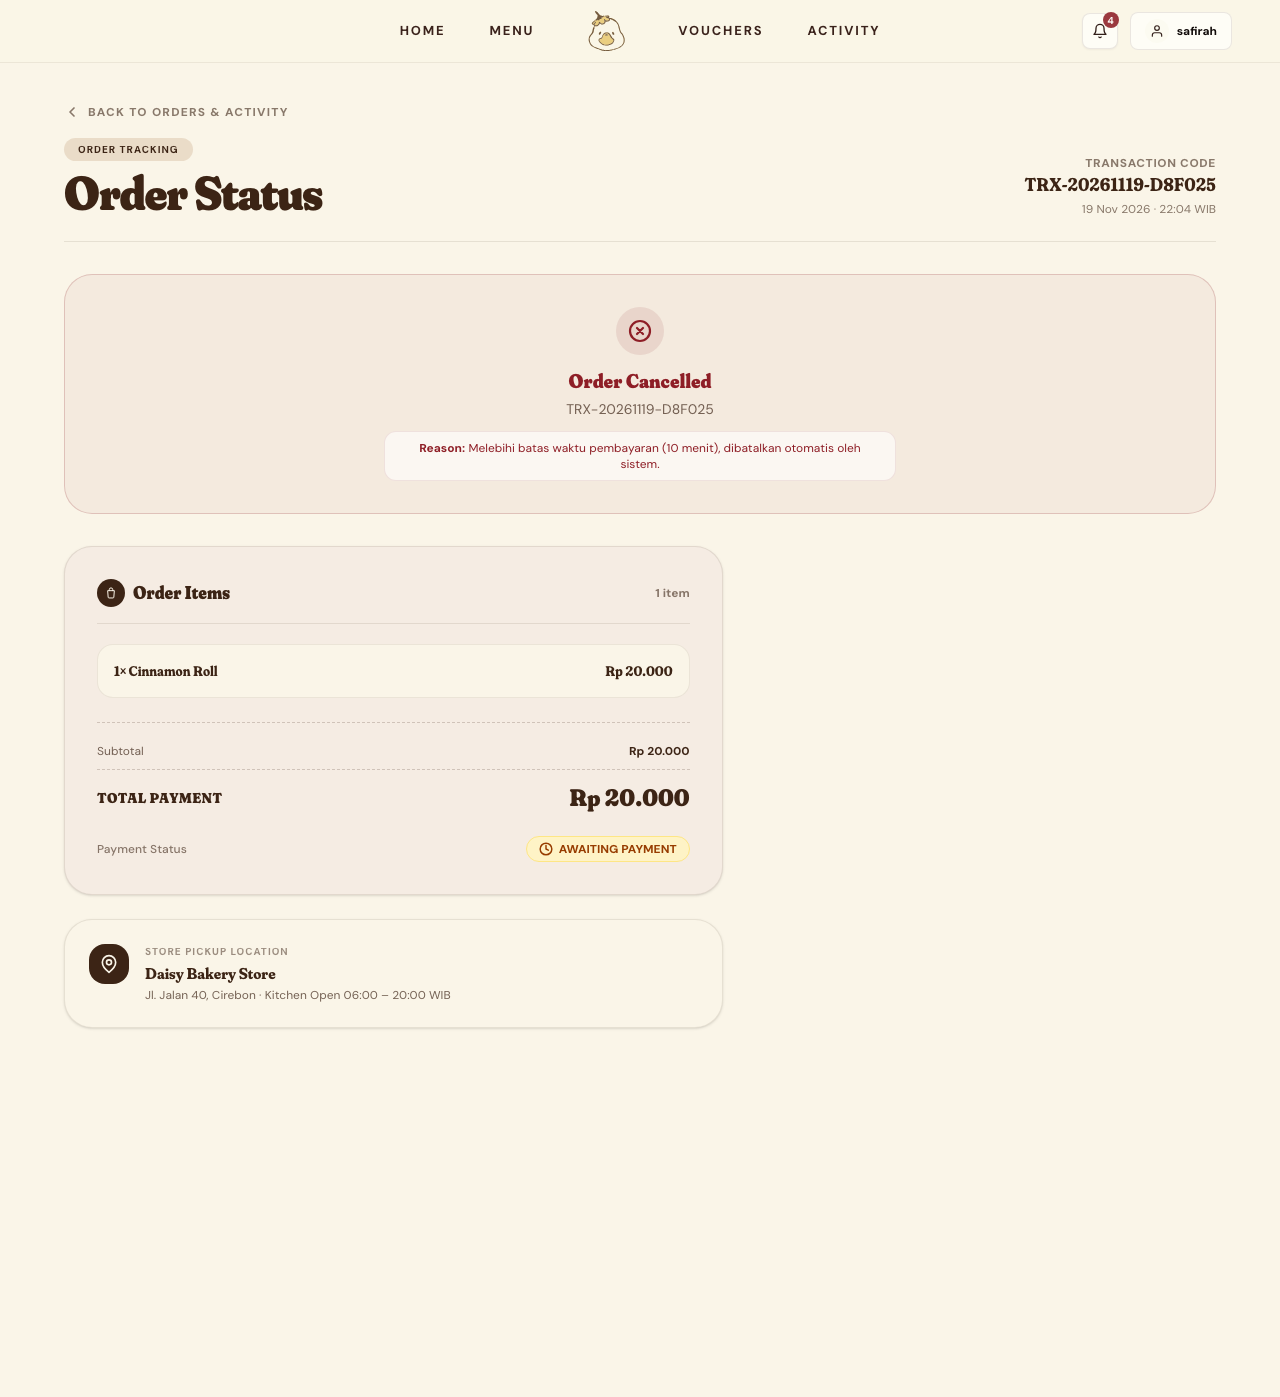 HOME
MENU
VOUCHERS
ACTIVITY
4
safirah
BACK TO ORDERS & ACTIVITY
ORDER TRACKING
Order Status
TRANSACTION CODE
TRX-20261119-D8F025
19 Nov 2026 · 22:04 WIB
Order Cancelled
TRX-20261119-D8F025
Reason: Melebihi batas waktu pembayaran (10 menit), dibatalkan otomatis oleh
sistem.
Order Items
1 item
1× Cinnamon Roll
Rp 20.000
Subtotal
Rp 20.000
TOTAL PAYMENT
Rp 20.000
Payment Status
AWAITING PAYMENT
STORE PICKUP LOCATION
Daisy Bakery Store
Jl. Jalan 40, Cirebon · Kitchen Open 06:00 – 20:00 WIB